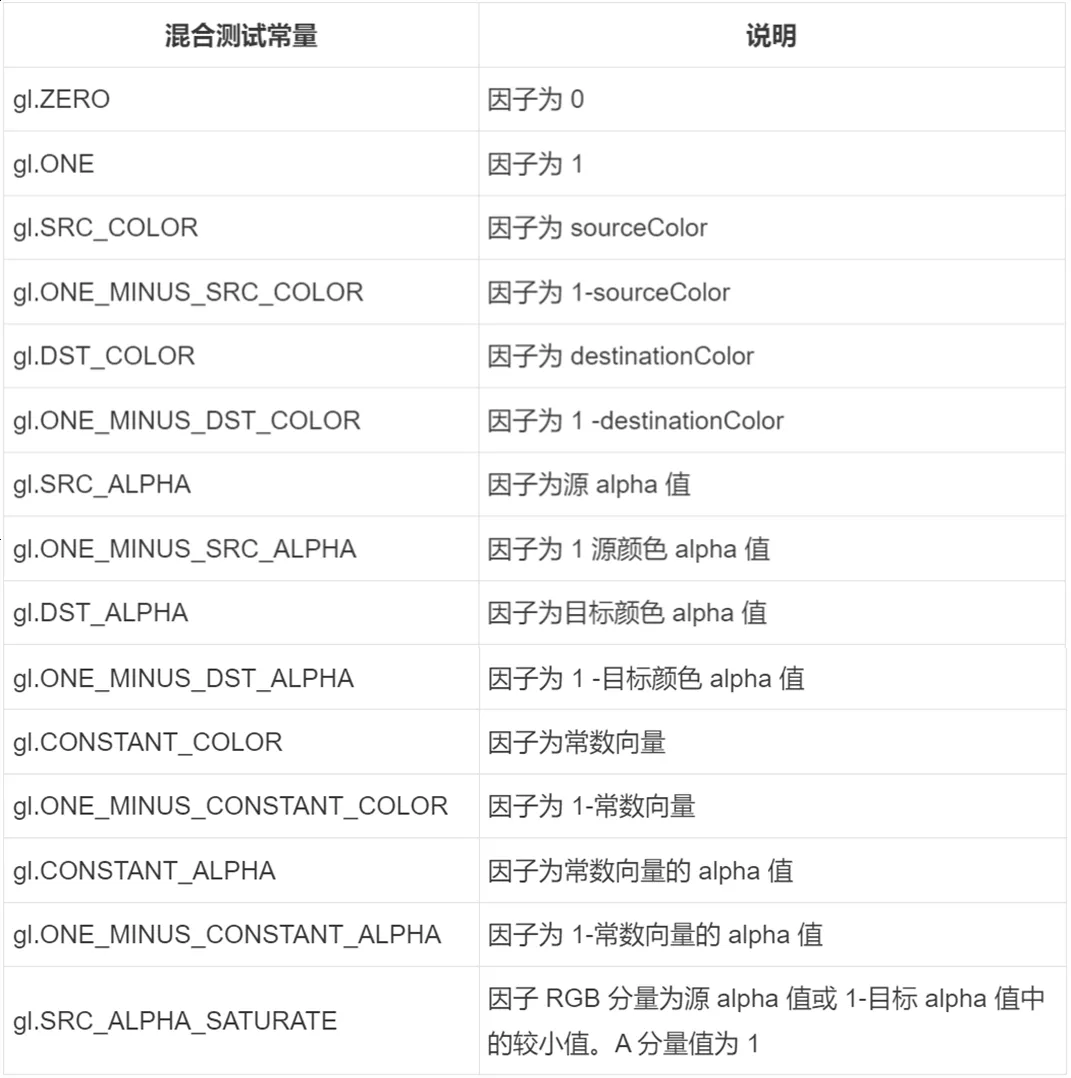 混合测试常量 说明
gl.ZERO 因子为 0
gl.ONE 因子为 1
gl.SRC_COLOR 因子为 sourceColor
gl.ONE_MINUS_SRC_COLOR 因子为 1-sourceColor
gl.DST_COLOR 因子为 destinationColor
gl.ONE_MINUS_DST_COLOR 因子为 1 -destinationColor
gl.SRC_ALPHA 因子为源 alpha 值
gl.ONE_MINUS_SRC_ALPHA 因子为 1 源颜色 alpha 值
gl.DST_ALPHA 因子为目标颜色 alpha 值
gl.ONE_MINUS_DST_ALPHA 因子为 1 -目标颜色 alpha 值
gl.CONSTANT_COLOR 因子为常数向量
gl.ONE_MINUS_CONSTANT_COLOR 因子为 1-常数向量
gl.CONSTANT_ALPHA 因子为常数向量的 alpha 值
gl.ONE_MINUS_CONSTANT_ALPHA 因子为 1-常数向量的 alpha 值
gl.SRC_ALPHA_SATURATE 因子 RGB 分量为源 alpha 值或 1-目标 alpha 值中
的较小值。A 分量值为 1